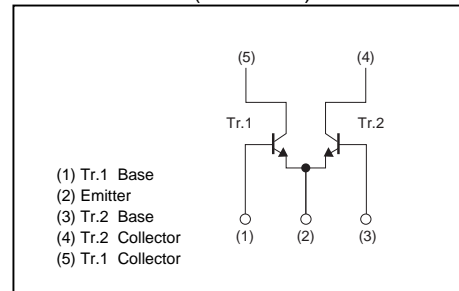 (5) (4)
Tr.1 Tr.2
(1) Tr.1 Base
(2) Emitter
(3) Tr.2 Base
(4) Tr.2 Collector
(5) Tr.1 Collector
(1) (2) (3)